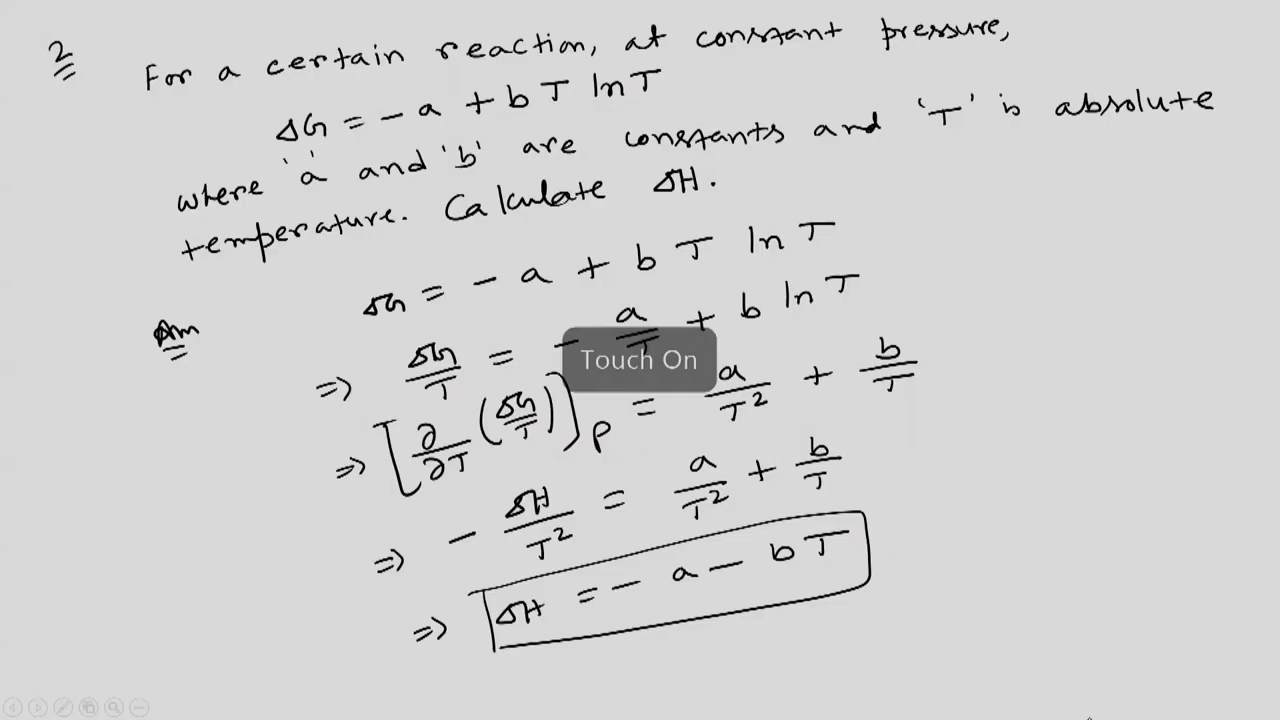 2
For a certain reaction, at constant pressure,
ΔG = - a + b T ln T
where 'a' and 'b' are constants and 'T' is absolute
temperature. Calculate ΔH.
Ans
ΔG = - a + b T ln T
=> ΔG/T = - a/T + b ln T
Touch On
=> [∂/∂T (ΔG/T)]P = a/T² + b/T
=> - ΔH/T² = a/T² + b/T
=> ΔH = - a - b T